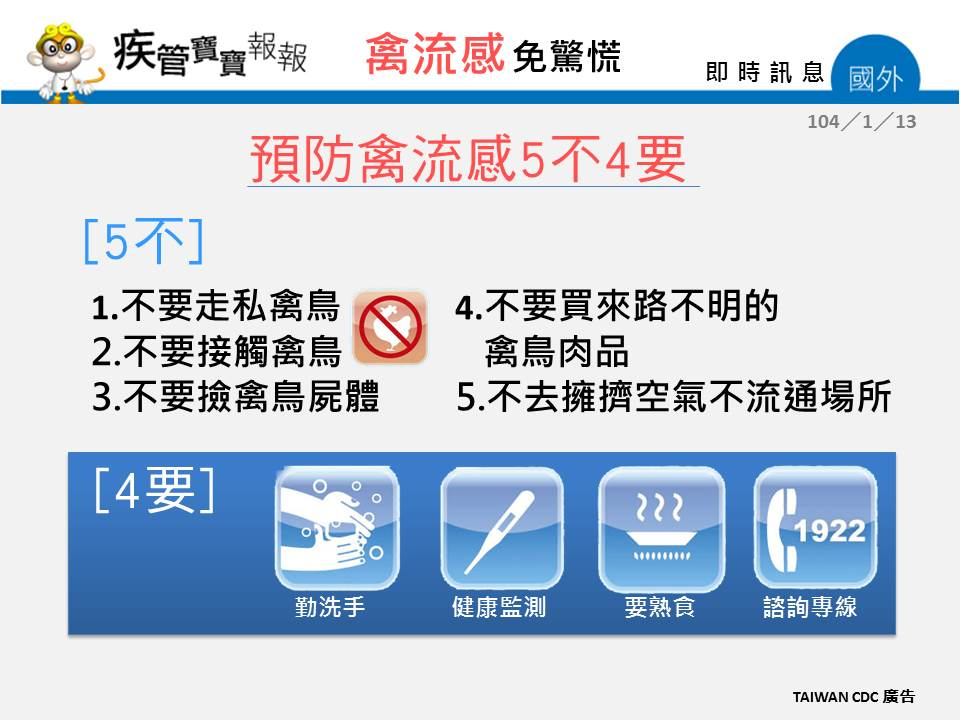 疾管寶寶報報
禽流感免驚慌
即時訊息
國外
104／1／13
預防禽流感5不4要
[5不]
1.不要走私禽鳥
2.不要接觸禽鳥
3.不要撿禽鳥屍體
4.不要買來路不明的
禽鳥肉品
5.不去擁擠空氣不流通場所
[4要]
1922
勤洗手
健康監測
要熟食
諮詢專線
TAIWAN CDC 廣告